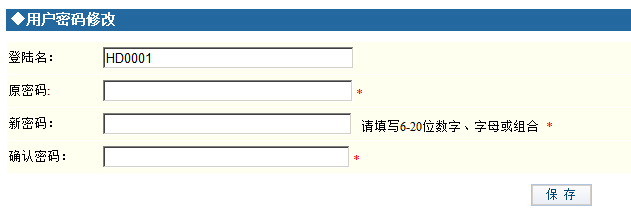 ◆用户密码修改
登陆名： HD0001
原密码: *
新密码： 请填写6-20位数字、字母或组合 *
确认密码： *
保 存